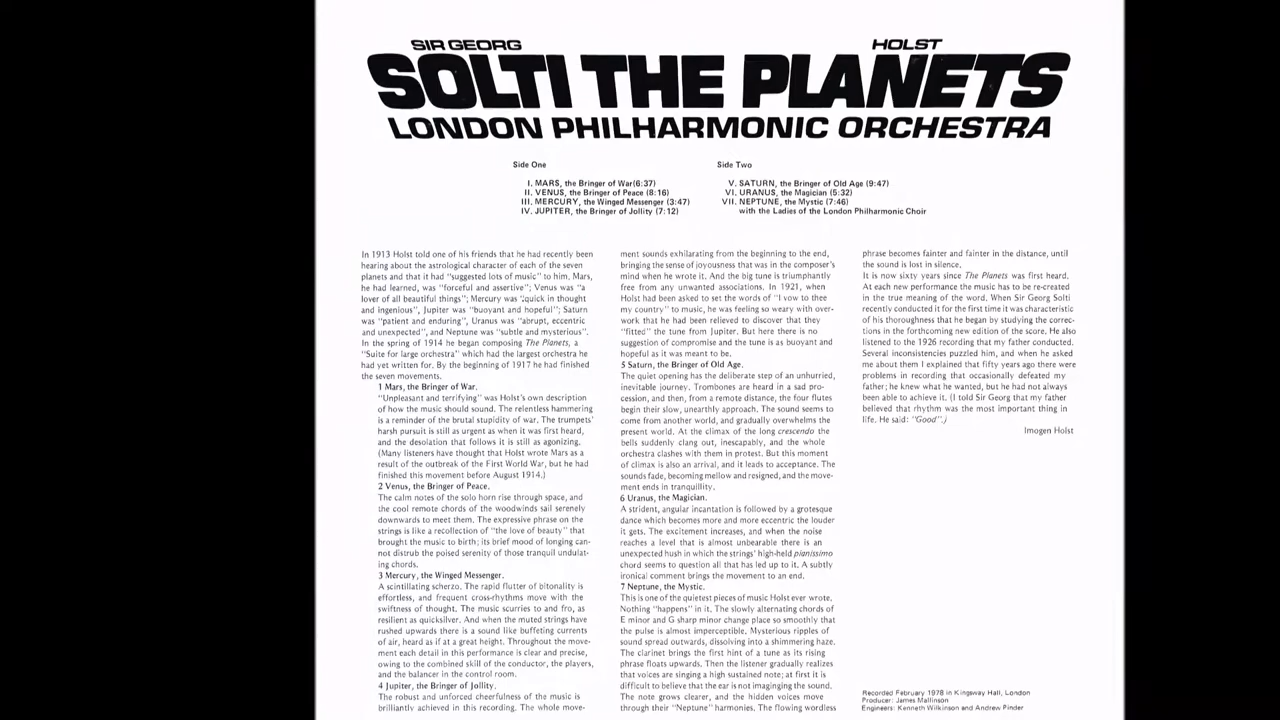 SIR GEORG
HOLST
SOLTI THE PLANETS
LONDON PHILHARMONIC ORCHESTRA
Side One
I. MARS, the Bringer of War(6:37)
II. VENUS, the Bringer of Peace (8:16)
III. MERCURY, the Winged Messenger (3:47)
IV. JUPITER, the Bringer of Jollity (7:12)
Side Two
V. SATURN, the Bringer of Old Age (9:47)
VI. URANUS, the Magician (5:32)
VII. NEPTUNE, the Mystic (7:46)
with the Ladies of the London Philharmonic Choir
In 1913 Holst told one of his friends that he had recently been
hearing about the astrological character of each of the seven
planets and that it had "suggested lots of music" to him. Mars,
he had learned, was "forceful and assertive"; Venus was "a
lover of all beautiful things"; Mercury was "quick in thought
and ingenious", Jupiter was "buoyant and hopeful"; Saturn
was "patient and enduring", Uranus was "abrupt, eccentric
and unexpected", and Neptune was "subtle and mysterious".
In the spring of 1914 he began composing The Planets, a
"Suite for large orchestra" which had the largest orchestra he
had yet written for. By the beginning of 1917 he had finished
the seven movements.
1 Mars, the Bringer of War.
"Unpleasant and terrifying" was Holst's own description
of how the music should sound. The relentless hammering
is a reminder of the brutal stupidity of war. The trumpets'
harsh pursuit is still as urgent as when it was first heard,
and the desolation that follows it is still as agonizing.
(Many listeners have thought that Holst wrote Mars as a
result of the outbreak of the First World War, but he had
finished this movement before August 1914.)
2 Venus, the Bringer of Peace.
The calm notes of the solo horn rise through space, and
the cool remote chords of the woodwinds sail serenely
downwards to meet them. The expressive phrase on the
strings is like a recollection of "the love of beauty" that
brought the music to birth; its brief mood of longing can-
not distrub the poised serenity of those tranquil undulat-
ing chords.
3 Mercury, the Winged Messenger.
A scintillating scherzo. The rapid flutter of bitonality is
effortless, and frequent cross-rhythms move with the
swiftness of thought. The music scurries to and fro, as
resilient as quicksilver. And when the muted strings have
rushed upwards there is a sound like buffeting currents
of air, heard as if at a great height. Throughout the move-
ment each detail in this performance is clear and precise,
owing to the combined skill of the conductor, the players,
and the balancer in the control room.
4 Jupiter, the Bringer of Jollity.
The robust and unforced cheerfulness of the music is
brilliantly achieved in this recording. The whole move-
ment sounds exhilarating from the beginning to the end,
bringing the sense of joyousness that was in the composer's
mind when he wrote it. And the big tune is triumphantly
free from any unwanted associations. In 1921, when
Holst had been asked to set the words of "I vow to thee
my country" to music, he was feeling so weary with over-
work that he had been relieved to discover that they
"fitted" the tune from Jupiter. But here there is no
suggestion of compromise and the tune is as buoyant and
hopeful as it was meant to be.
5 Saturn, the Bringer of Old Age.
The quiet opening has the deliberate step of an unhurried,
inevitable journey. Trombones are heard in a sad pro-
cession, and then, from a remote distance, the four flutes
begin their slow, unearthly approach. The sound seems to
come from another world, and gradually overwhelms the
present world. At the climax of the long crescendo the
bells suddenly clang out, inescapably, and the whole
orchestra clashes with them in protest. But this moment
of climax is also an arrival, and it leads to acceptance. The
sounds fade, becoming mellow and resigned, and the move-
ment ends in tranquillity.
6 Uranus, the Magician.
A strident, angular incantation is followed by a grotesque
dance which becomes more and more eccentric the louder
it gets. The excitement increases, and when the noise
reaches a level that is almost unbearable there is an
unexpected hush in which the strings' high-held pianissimo
chord seems to question all that has led up to it. A subtly
ironical comment brings the movement to an end.
7 Neptune, the Mystic.
This is one of the quietest pieces of music Holst ever wrote.
Nothing "happens" in it. The slowly alternating chords of
E minor and G sharp minor change place so smoothly that
the pulse is almost imperceptible. Mysterious ripples of
sound spread outwards, dissolving into a shimmering haze.
The clarinet brings the first hint of a tune as its rising
phrase floats upwards. Then the listener gradually realizes
that voices are singing a high sustained note; at first it is
difficult to believe that the ear is not imagining the sound.
The note grows clearer, and the hidden voices move
through their "Neptune" harmonies. The flowing wordless
phrase becomes fainter and fainter in the distance, until
the sound is lost in silence.
It is now sixty years since The Planets was first heard.
At each new performance the music has to be re-created
in the true meaning of the word. When Sir Georg Solti
recently conducted it for the first time it was characteristic
of his thoroughness that he began by studying the correc-
tions in the forthcoming new edition of the score. He also
listened to the 1926 recording that my father conducted.
Several inconsistencies puzzled him, and when he asked
me about them I explained that fifty years ago there were
problems in recording that occasionally defeated my
father; he knew what he wanted, but he had not always
been able to achieve it. (I told Sir Georg that my father
believed that rhythm was the most important thing in
life. He said: "Good".)
Imogen Holst
Recorded February 1978 in Kingsway Hall, London
Producer: James Mallinson
Engineers: Kenneth Wilkinson and Andrew Pinder